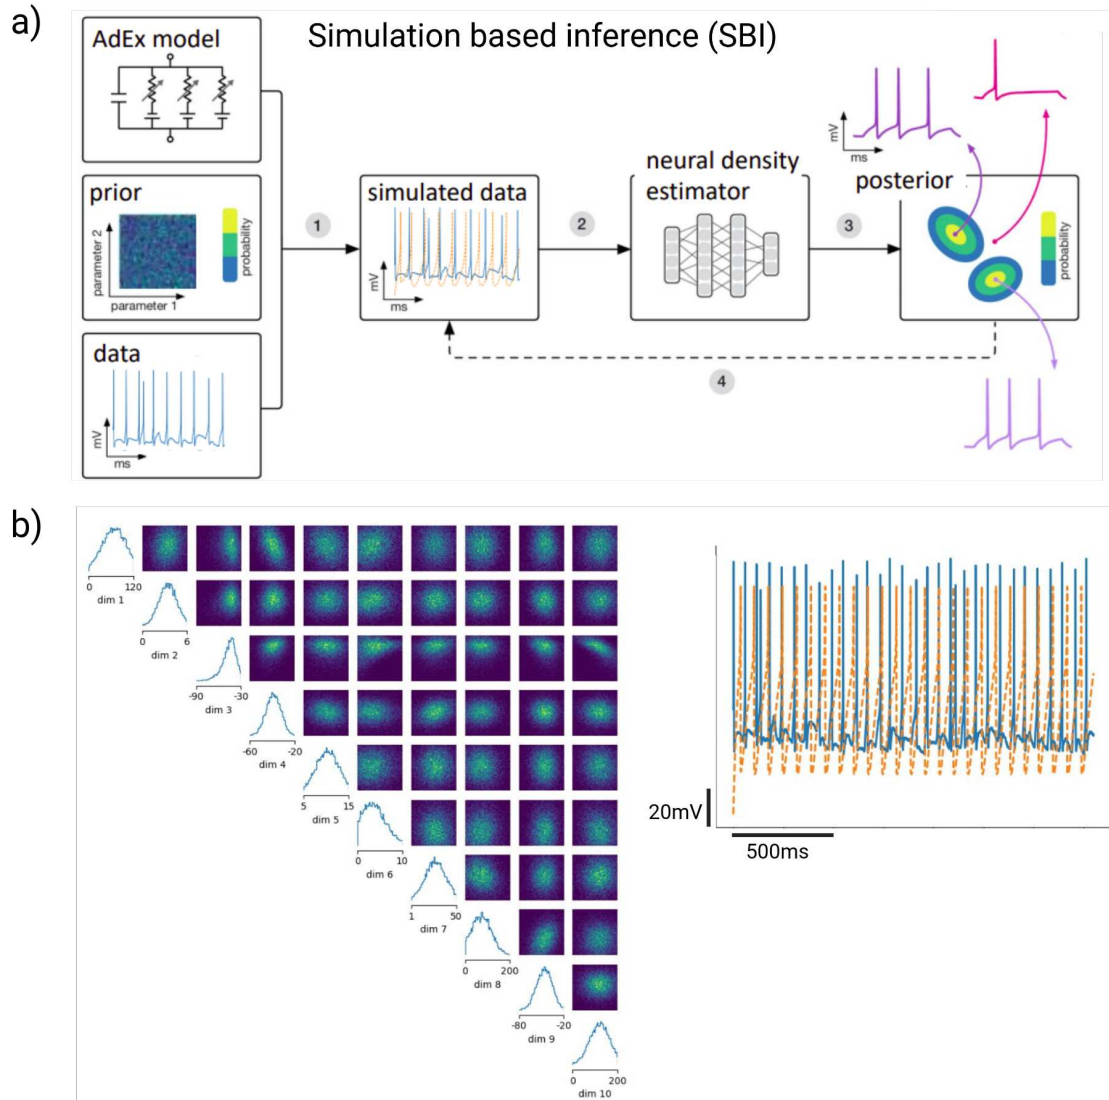 a)
Simulation based inference (SBI)
AdEx model
prior
parameter 2
parameter 1
probability
data
mV
ms
1
simulated data
mV
ms
2
neural density
estimator
3
posterior
probability
mV
ms
4
b)
0 120
dim 1
0 6
dim 2
-90 -30
dim 3
-60 -20
dim 4
5 15
dim 5
0 10
dim 6
1 50
dim 7
0 200
dim 8
-80 -20
dim 9
0 200
dim 10
20mV
500ms